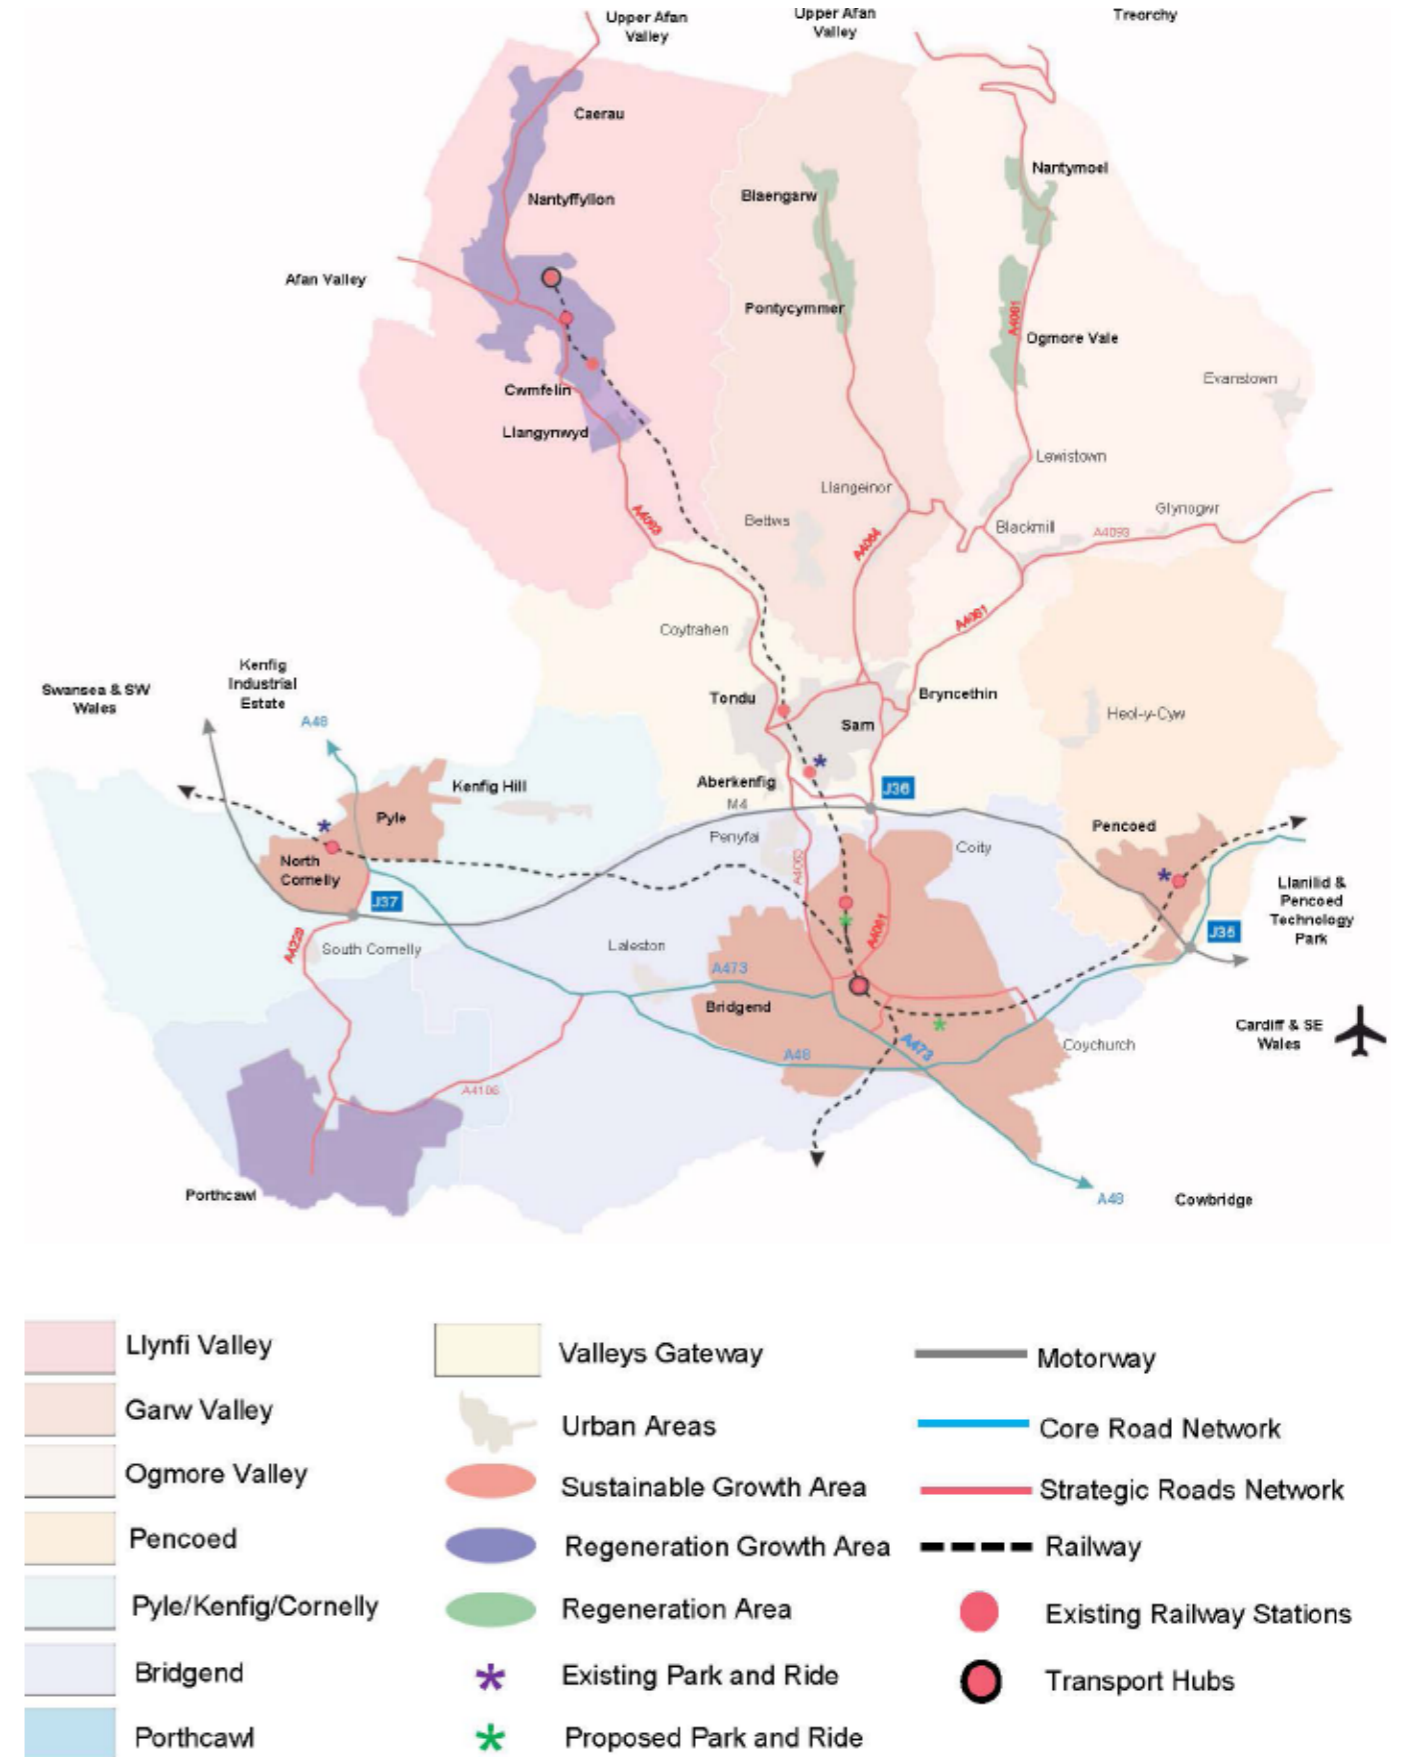 Upper Afan
Valley
Upper Afan
Valley
Treorchy
Caerau
Nantymoel
Nantyffyllon
Blaengarw
Afan Valley
Pontycymmer
A4061
Ogmore Vale
Evanstown
Cwmfelin
Llangynwyd
Lewistown
Llangeinor
Glynogwr
Bettws
A4063
A4064
Blackmill
A4093
A4061
Coytrahen
Kenfig
Industrial
Estate
Swansea & SW
Wales
A48
Tondu
Bryncethin
Sarn
Heol-y-Cyw
Kenfig Hill
Aberkenfig
J36
M4
Pyle
Penyfai
Coity
Pencoed
North
Cornelly
A4063
Llanilid &
Pencoed
Technology
Park
J37
A4061
J35
A229
South Cornelly
Laleston
A473
Bridgend
Cardiff & SE
Wales
A48
A473
Coychurch
A4106
Porthcawl
A48
Cowbridge
Llynfi Valley
Garw Valley
Ogmore Valley
Pencoed
Pyle/Kenfig/Cornelly
Bridgend
Porthcawl
Valleys Gateway
Urban Areas
Sustainable Growth Area
Regeneration Growth Area
Regeneration Area
Existing Park and Ride
Proposed Park and Ride
Motorway
Core Road Network
Strategic Roads Network
Railway
Existing Railway Stations
Transport Hubs